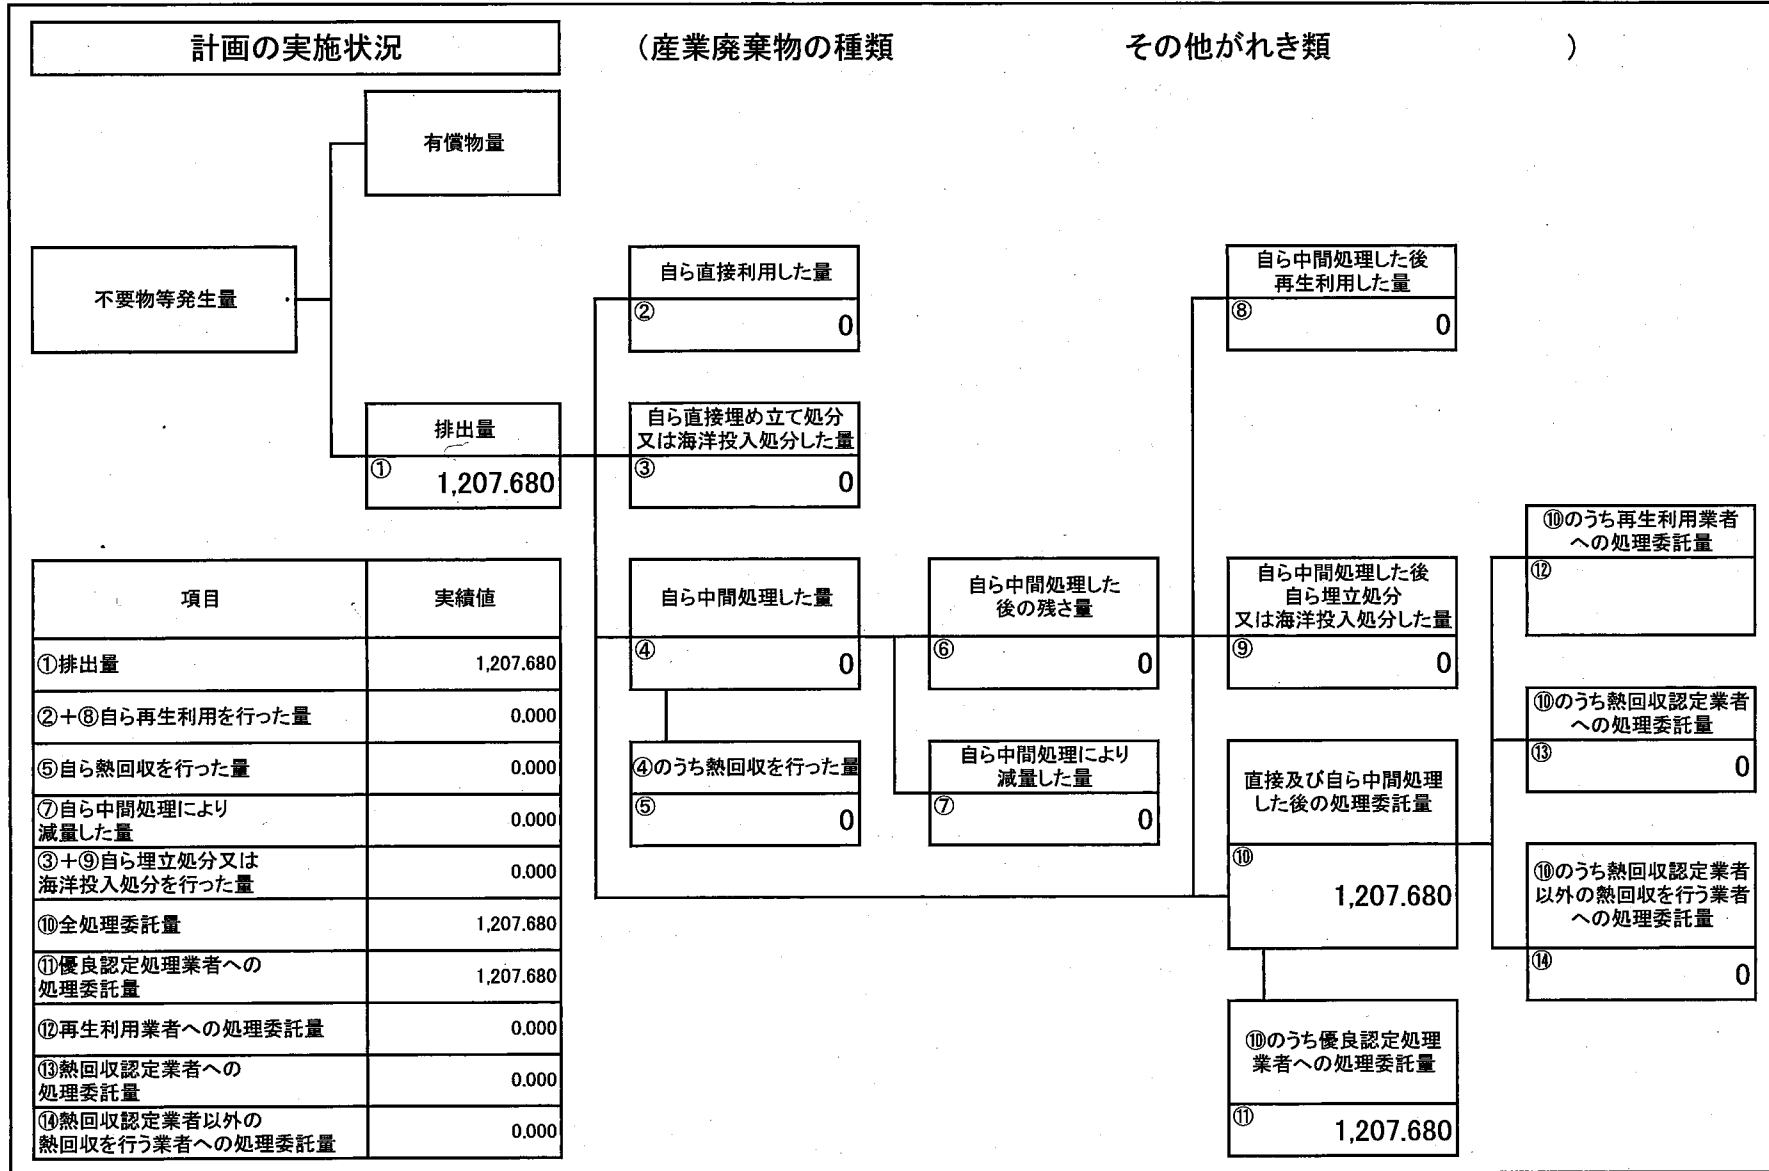 計画の実施状況
（産業廃棄物の種類　その他がれき類　）
有償物量
不要物等発生量
排出量
① 1,207.680
自ら直接利用した量
② 0
自ら直接埋め立て処分
又は海洋投入処分した量
③ 0
自ら中間処理した量
④ 0
④のうち熱回収を行った量
⑤ 0
自ら中間処理した
後の残さ量
⑥ 0
自ら中間処理により
減量した量
⑦ 0
自ら中間処理した後
再生利用した量
⑧ 0
自ら中間処理した後
自ら埋立処分
又は海洋投入処分した量
⑨ 0
直接及び自ら中間処理
した後の処理委託量
⑩
1,207.680
⑩のうち優良認定処理
業者への処理委託量
⑪ 1,207.680
⑩のうち再生利用業者
への処理委託量
⑫
⑩のうち熱回収認定業者
への処理委託量
⑬ 0
⑩のうち熱回収認定業者
以外の熱回収を行う業者
への処理委託量
⑭ 0
項目 実績値
①排出量 1,207.680
②＋⑧自ら再生利用を行った量 0.000
⑤自ら熱回収を行った量 0.000
⑦自ら中間処理により
減量した量 0.000
③＋⑨自ら埋立処分又は
海洋投入処分を行った量 0.000
⑩全処理委託量 1,207.680
⑪優良認定処理業者への
処理委託量 1,207.680
⑫再生利用業者への処理委託量 0.000
⑬熱回収認定業者への
処理委託量 0.000
⑭熱回収認定業者以外の
熱回収を行う業者への処理委託量 0.000